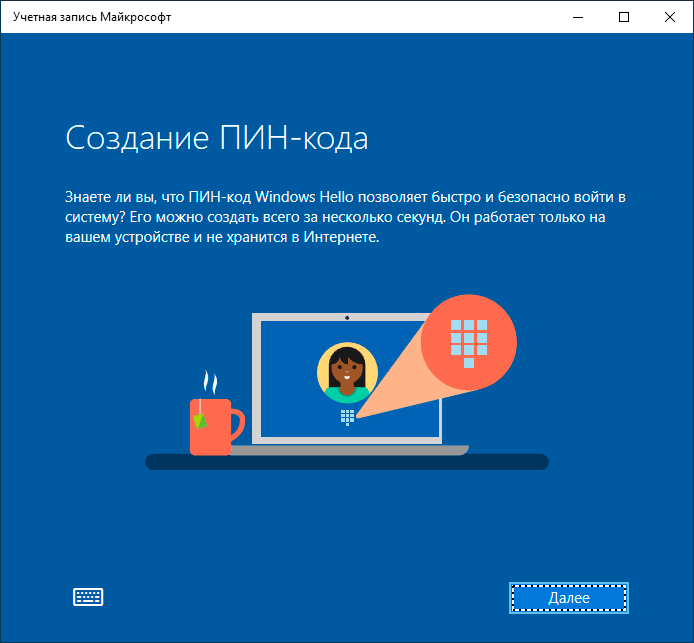 Учетная запись Майкрософт
Создание ПИН-кода
Знаете ли вы, что ПИН-код Windows Hello позволяет быстро и безопасно войти в
систему? Его можно создать всего за несколько секунд. Он работает только на
вашем устройстве и не хранится в Интернете.
Далее